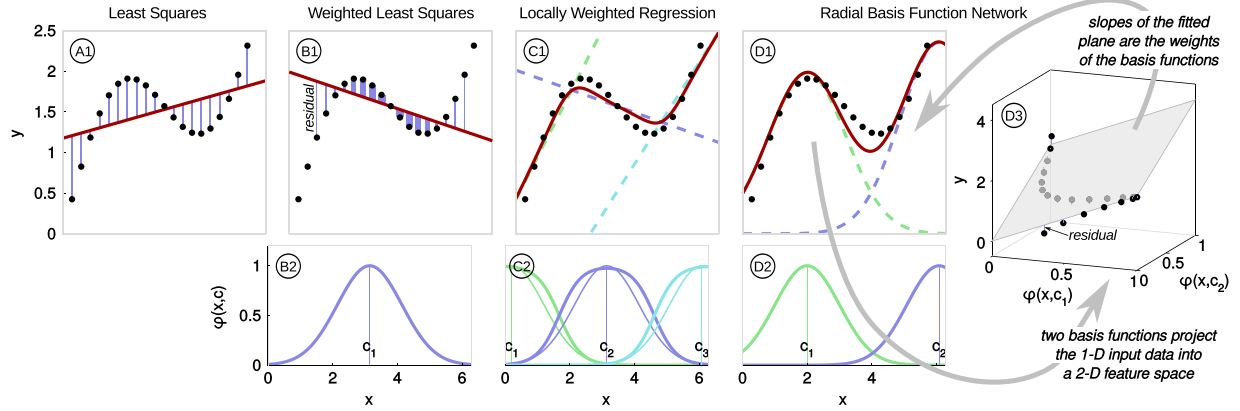 Least Squares
Weighted Least Squares
Locally Weighted Regression
Radial Basis Function Network
slopes of the fitted
plane are the weights
of the basis functions
2.5
2
1.5
1
0.5
0
y
A1
B1
residual
C1
D1
D3
4
2
0
y
residual
0
0.5
1
0
0.5
1
φ(x,c1)
φ(x,c2)
1
0.5
0
φ(x,c)
B2
c1
0
2
4
6
x
C2
c1
c2
c3
0
2
4
6
x
D2
c1
c2
0
2
4
x
two basis functions project
the 1-D input data into
a 2-D feature space